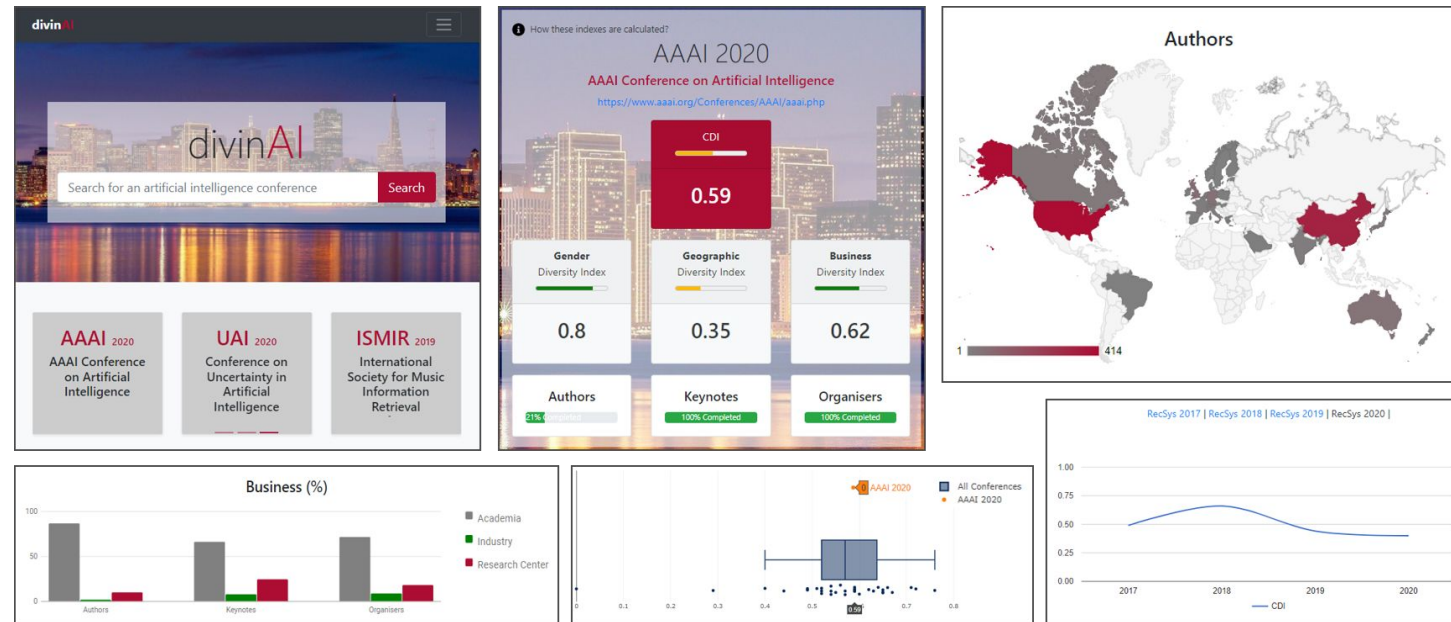 divinAI
divinAI
Search for an artificial intelligence conference
Search
AAAI 2020
AAAI Conference
on Artificial
Intelligence
UAI 2020
Conference on
Uncertainty in
Artificial
Intelligence
ISMIR 2019
International
Society for Music
Information
Retrieval
How these indexes are calculated?
AAAI 2020
AAAI Conference on Artificial Intelligence
https://www.aaai.org/Conferences/AAAI/aaai.php
CDI
0.59
Gender
Diversity Index
0.8
Geographic
Diversity Index
0.35
Business
Diversity Index
0.62
Authors
21% Completed
Keynotes
100% Completed
Organisers
100% Completed
Authors
1
414
Business (%)
100
50
0
Authors
Keynotes
Organisers
Academia
Industry
Research Center
0 AAAI 2020
All Conferences
AAAI 2020
0
0.1
0.2
0.3
0.4
0.5
0.6
0.7
0.8
0.59
RecSys 2017 | RecSys 2018 | RecSys 2019 | RecSys 2020 |
1.00
0.75
0.50
0.25
0.00
2017
2018
2019
2020
CDI